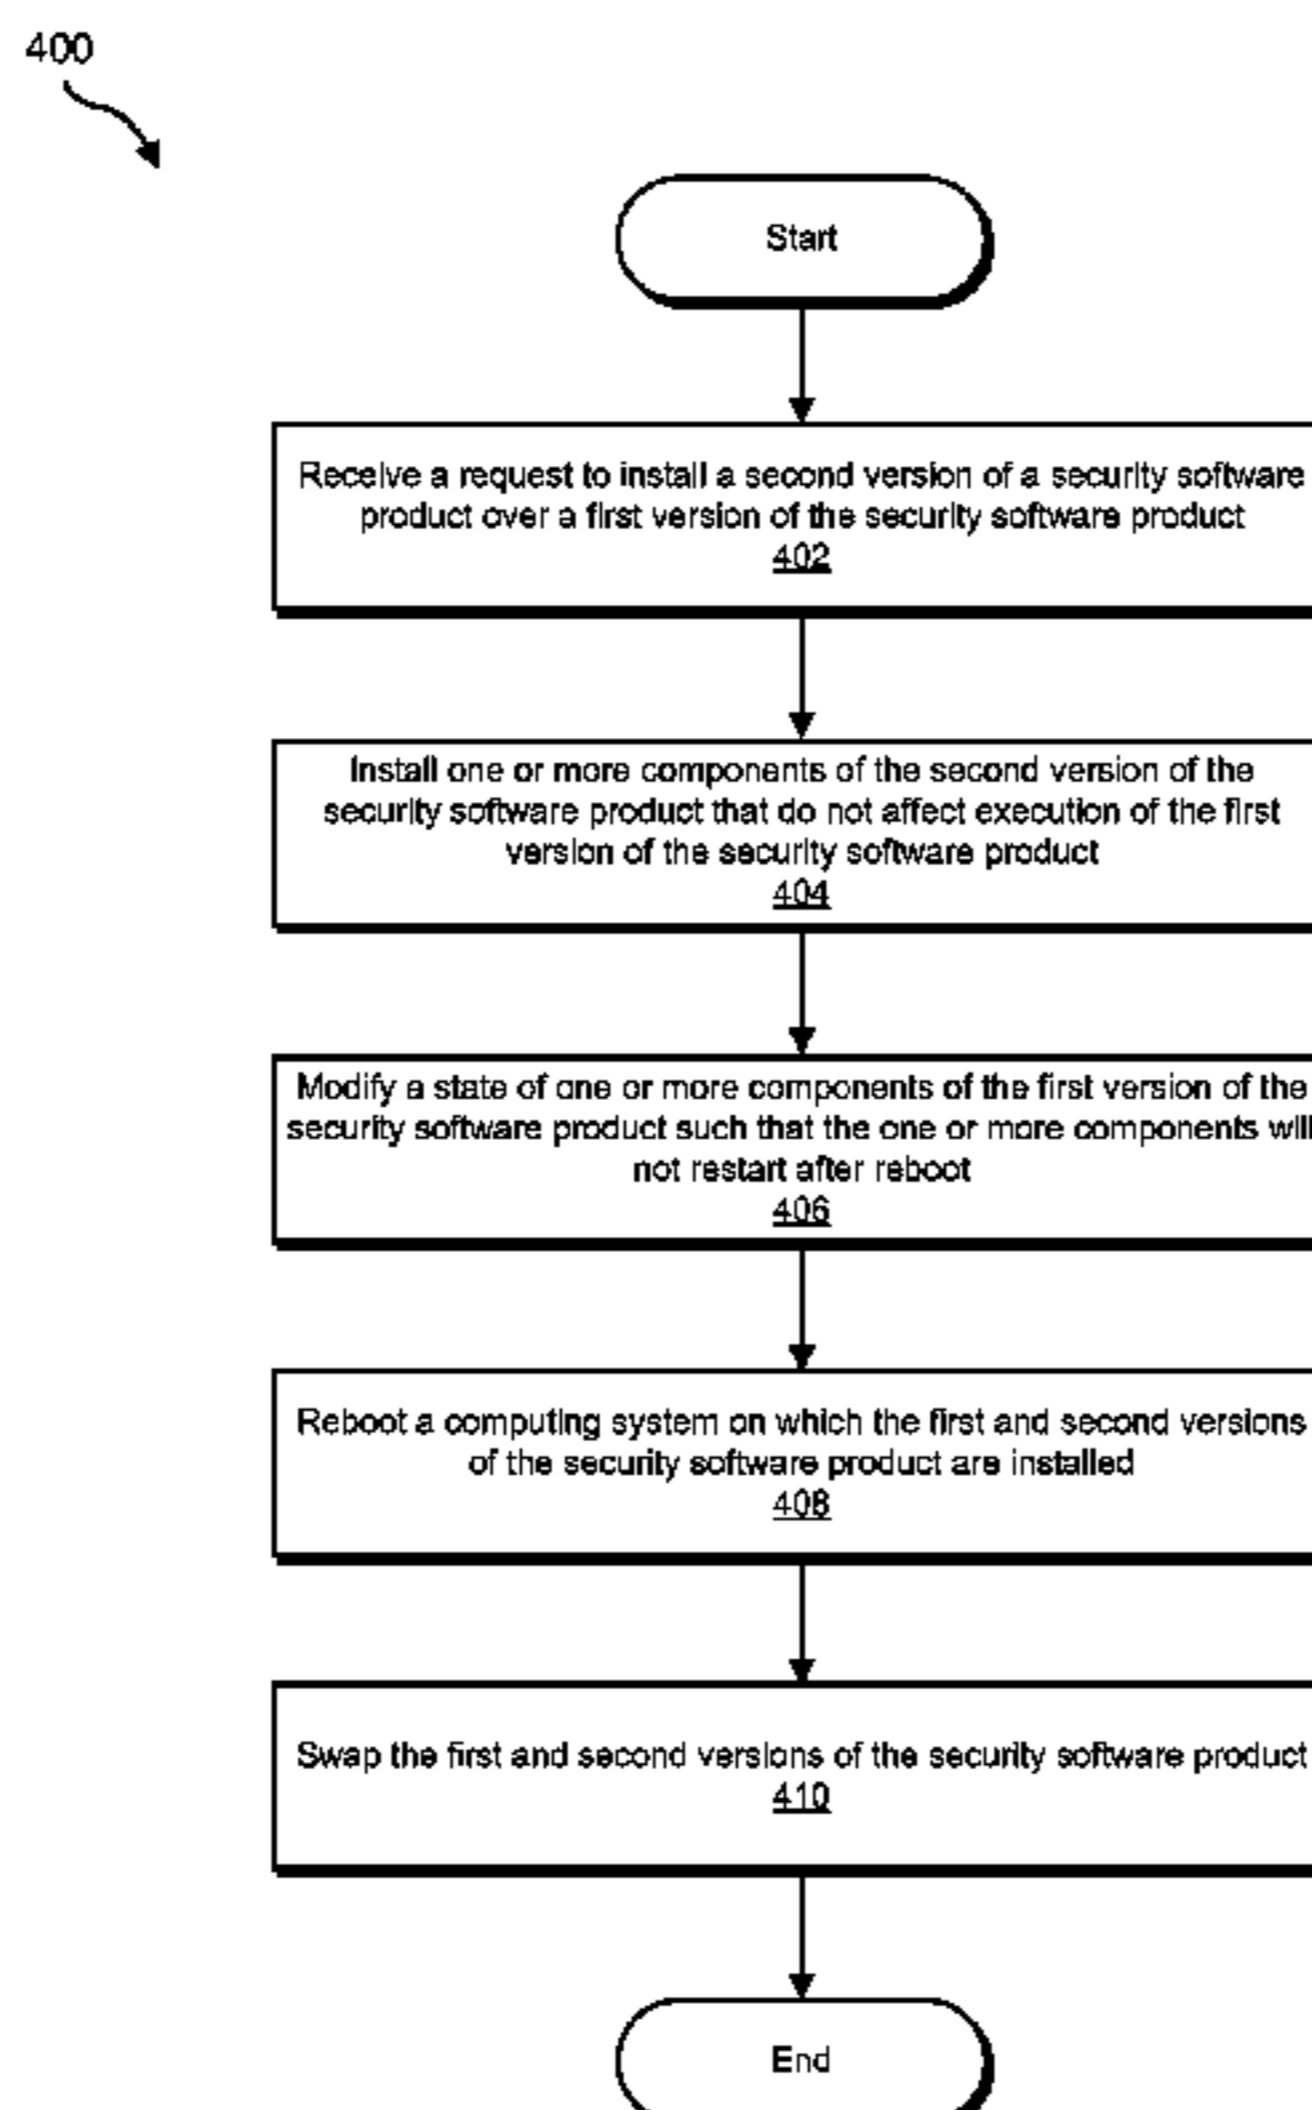 400
Start
Receive a request to install a second version of a security software
product over a first version of the security software product
402
Install one or more components of the second version of the
security software product that do not affect execution of the first
version of the security software product
404
Modify a state of one or more components of the first version of the
security software product such that the one or more components will
not restart after reboot
406
Reboot a computing system on which the first and second versions
of the security software product are installed
408
Swap the first and second versions of the security software product
410
End